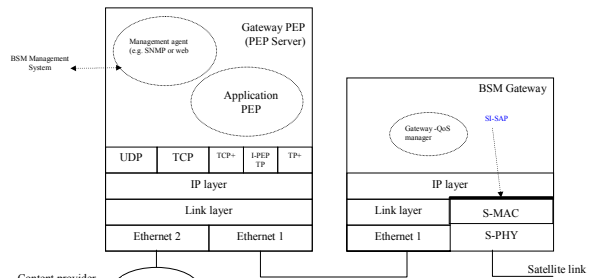 Gateway PEP
(PEP Server)
Management agent
(e.g. SNMP or web
BSM Management
System
Application
PEP
UDP
TCP
TCP+
I-PEP
TP
TP+
IP layer
Link layer
Ethernet 2
Ethernet 1
BSM Gateway
SI-SAP
Gateway -QoS
manager
IP layer
Link layer
S-MAC
Ethernet 1
S-PHY
Satellite link
Content provider